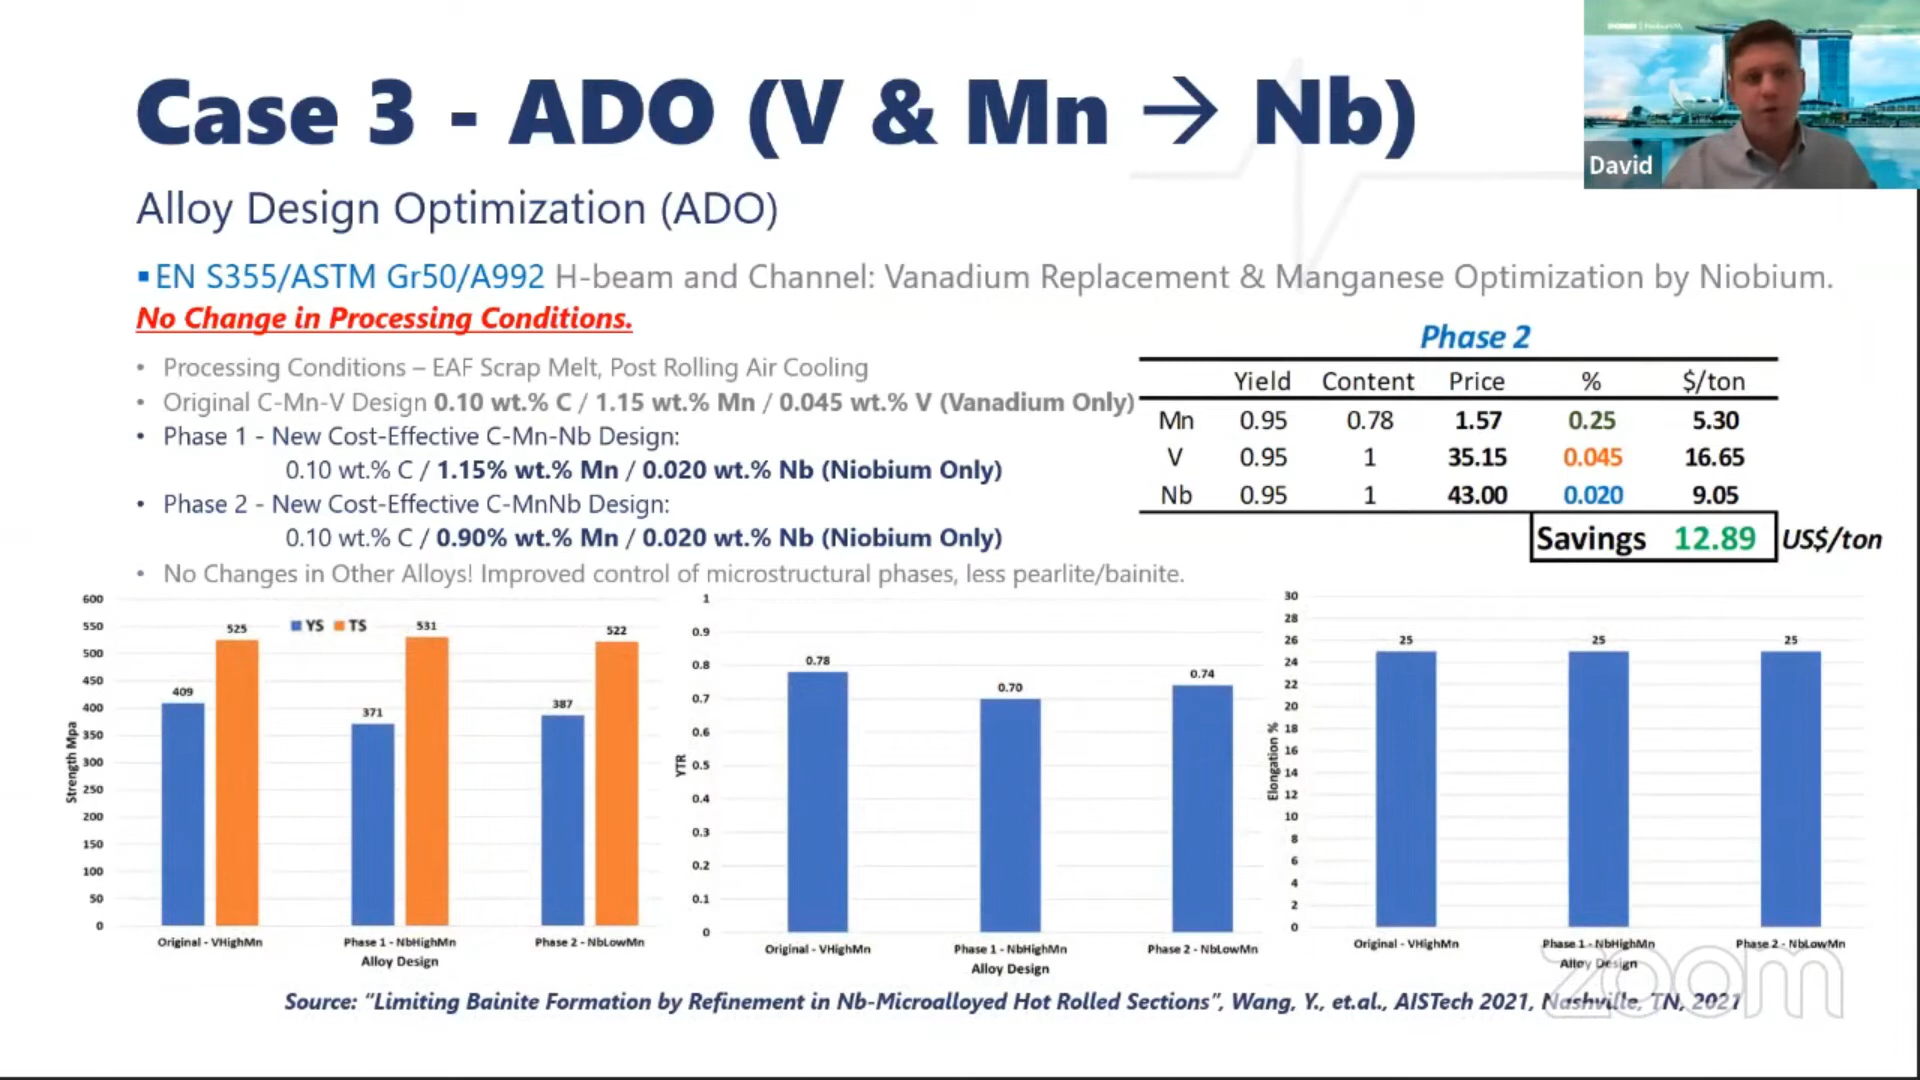 Case 3 - ADO (V & Mn → Nb)
David
Alloy Design Optimization (ADO)
▪ EN S355/ASTM Gr50/A992 H-beam and Channel: Vanadium Replacement & Manganese Optimization by Niobium.
No Change in Processing Conditions.
• Processing Conditions – EAF Scrap Melt, Post Rolling Air Cooling
• Original C-Mn-V Design 0.10 wt.% C / 1.15 wt.% Mn / 0.045 wt.% V (Vanadium Only)
• Phase 1 - New Cost-Effective C-Mn-Nb Design:
0.10 wt.% C / 1.15% wt.% Mn / 0.020 wt.% Nb (Niobium Only)
• Phase 2 - New Cost-Effective C-MnNb Design:
0.10 wt.% C / 0.90% wt.% Mn / 0.020 wt.% Nb (Niobium Only)
• No Changes in Other Alloys! Improved control of microstructural phases, less pearlite/bainite.
Phase 2
Yield Content Price % $/ton
Mn 0.95 0.78 1.57 0.25 5.30
V 0.95 1 35.15 0.045 16.65
Nb 0.95 1 43.00 0.020 9.05
Savings 12.89 US$/ton
Strength Mpa
600
550
500
450
400
350
300
250
200
150
100
50
0
YS TS
409 525
371 531
387 522
Original - VHighMn Phase 1 - NbHighMn Phase 2 - NbLowMn
Alloy Design
YTR
1
0.9
0.8
0.7
0.6
0.5
0.4
0.3
0.2
0.1
0
0.78 0.70 0.74
Original - VHighMn Phase 1 - NbHighMn Phase 2 - NbLowMn
Alloy Design
Elongation %
30
28
26
24
22
20
18
16
14
12
10
8
6
4
2
0
25 25 25
Original - VHighMn Phase 1 - NbHighMn Phase 2 - NbLowMn
Alloy Design
zoom
Source: “Limiting Bainite Formation by Refinement in Nb-Microalloyed Hot Rolled Sections”, Wang, Y., et.al., AISTech 2021, Nashville, TN, 2021